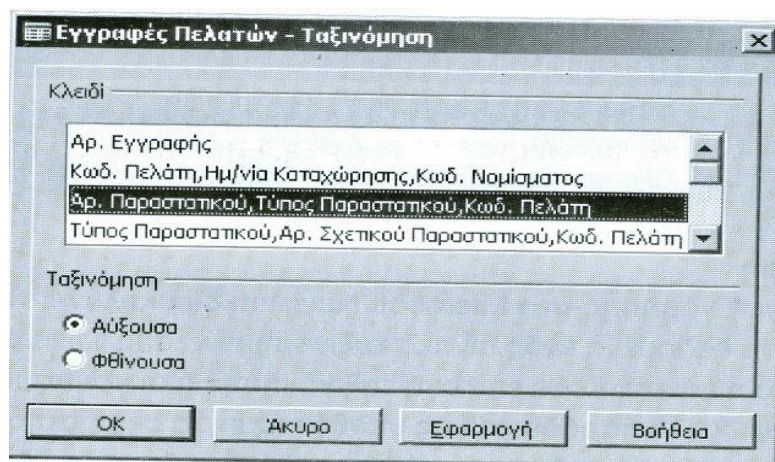 Εγγραφές Πελατών - Ταξινόμηση
Κλειδί
Αρ. Εγγραφής
Κωδ. Πελάτη,Ημ/νία Καταχώρησης,Κωδ. Νομίσματος
Αρ. Παραστατικού,Τύπος Παραστατικού,Κωδ. Πελάτη
Τύπος Παραστατικού,Αρ. Σχετικού Παραστατικού,Κωδ. Πελάτη
Ταξινόμηση
Αύξουσα
Φθίνουσα
OK Άκυρο Εφαρμογή Βοήθεια